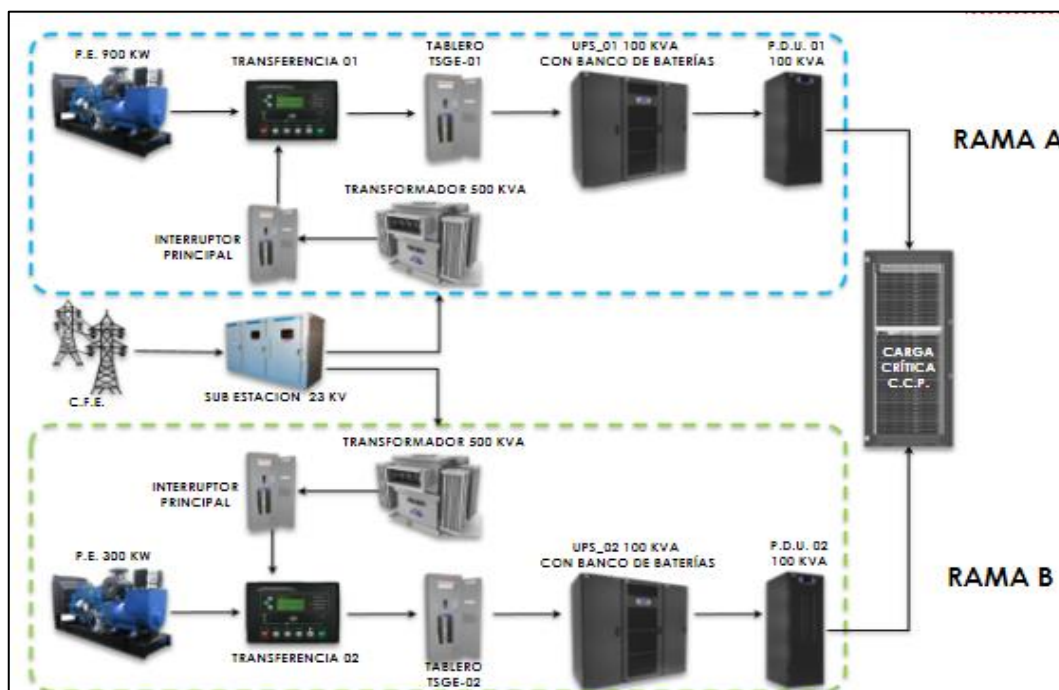 P.E. 900 KW
TRANSFERENCIA 01
TABLERO
TSGE-01
UPS_01 100 KVA
CON BANCO DE BATERÍAS
P.D.U. 01
100 KVA
RAMA A
TRANSFORMADOR 500 KVA
INTERRUPTOR
PRINCIPAL
C.F.E.
SUB ESTACION 23 KV
CARGA
CRÍTICA
C.C.P.
TRANSFORMADOR 500 KVA
INTERRUPTOR
PRINCIPAL
P.E. 300 KW
TRANSFERENCIA 02
TABLERO
TSGE-02
UPS_02 100 KVA
CON BANCO DE BATERÍAS
P.D.U. 02
100 KVA
RAMA B